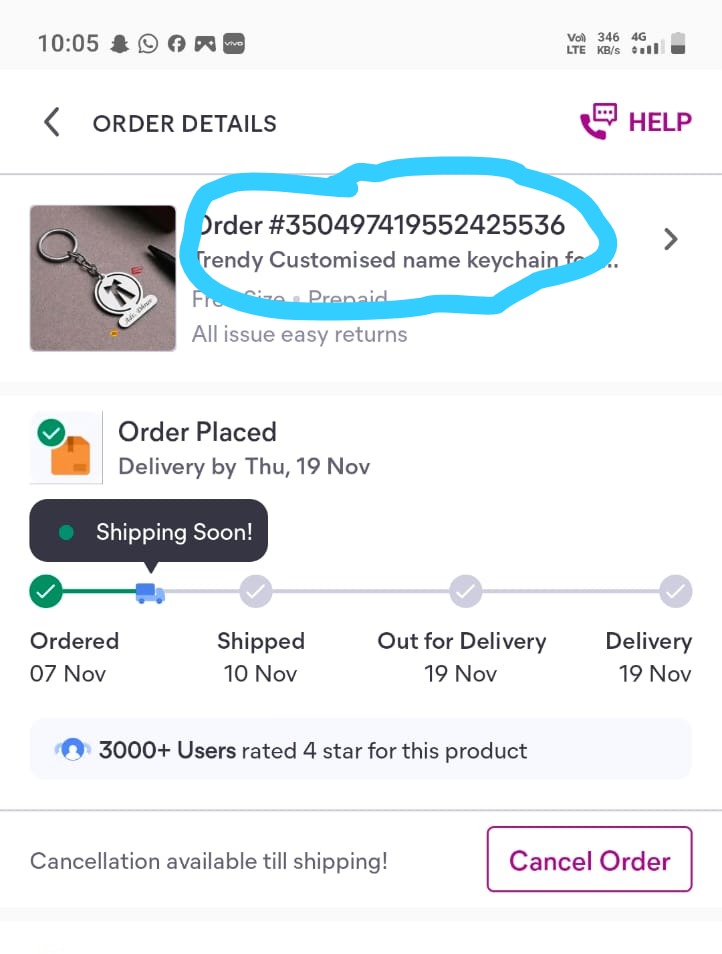 10:05
vivo
Vo))
LTE
346
KB/s
4G
ORDER DETAILS
HELP
Order #350497419552425536
Trendy Customised name keychain fo...
Free Size • Prepaid
All issue easy returns
Order Placed
Delivery by Thu, 19 Nov
Shipping Soon!
Ordered
07 Nov
Shipped
10 Nov
Out for Delivery
19 Nov
Delivery
19 Nov
3000+ Users rated 4 star for this product
Cancellation available till shipping!
Cancel Order